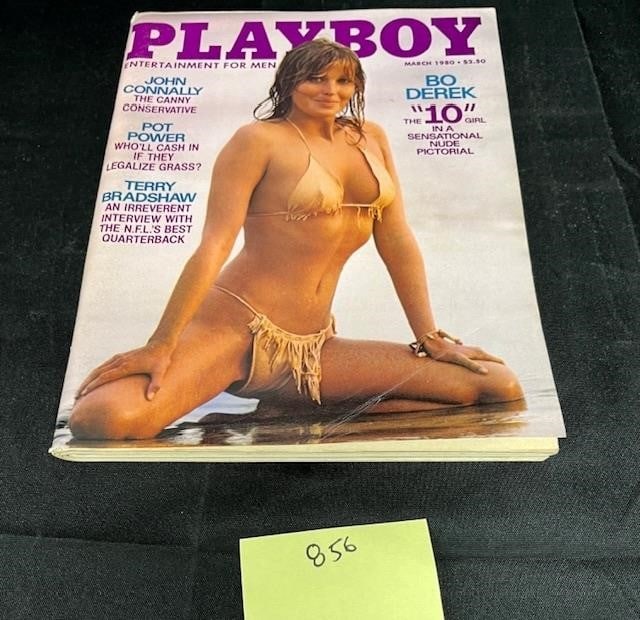 PLAYBOY
ENTERTAINMENT FOR MEN
MARCH 1980 • $2.50
JOHN
CONNALLY
THE CANNY
CONSERVATIVE
POT
POWER
WHO'LL CASH IN
IF THEY
LEGALIZE GRASS?
TERRY
BRADSHAW
AN IRREVERENT
INTERVIEW WITH
THE N.F.L.'S BEST
QUARTERBACK
BO
DEREK
THE "10" GIRL
IN A
SENSATIONAL
NUDE
PICTORIAL
856